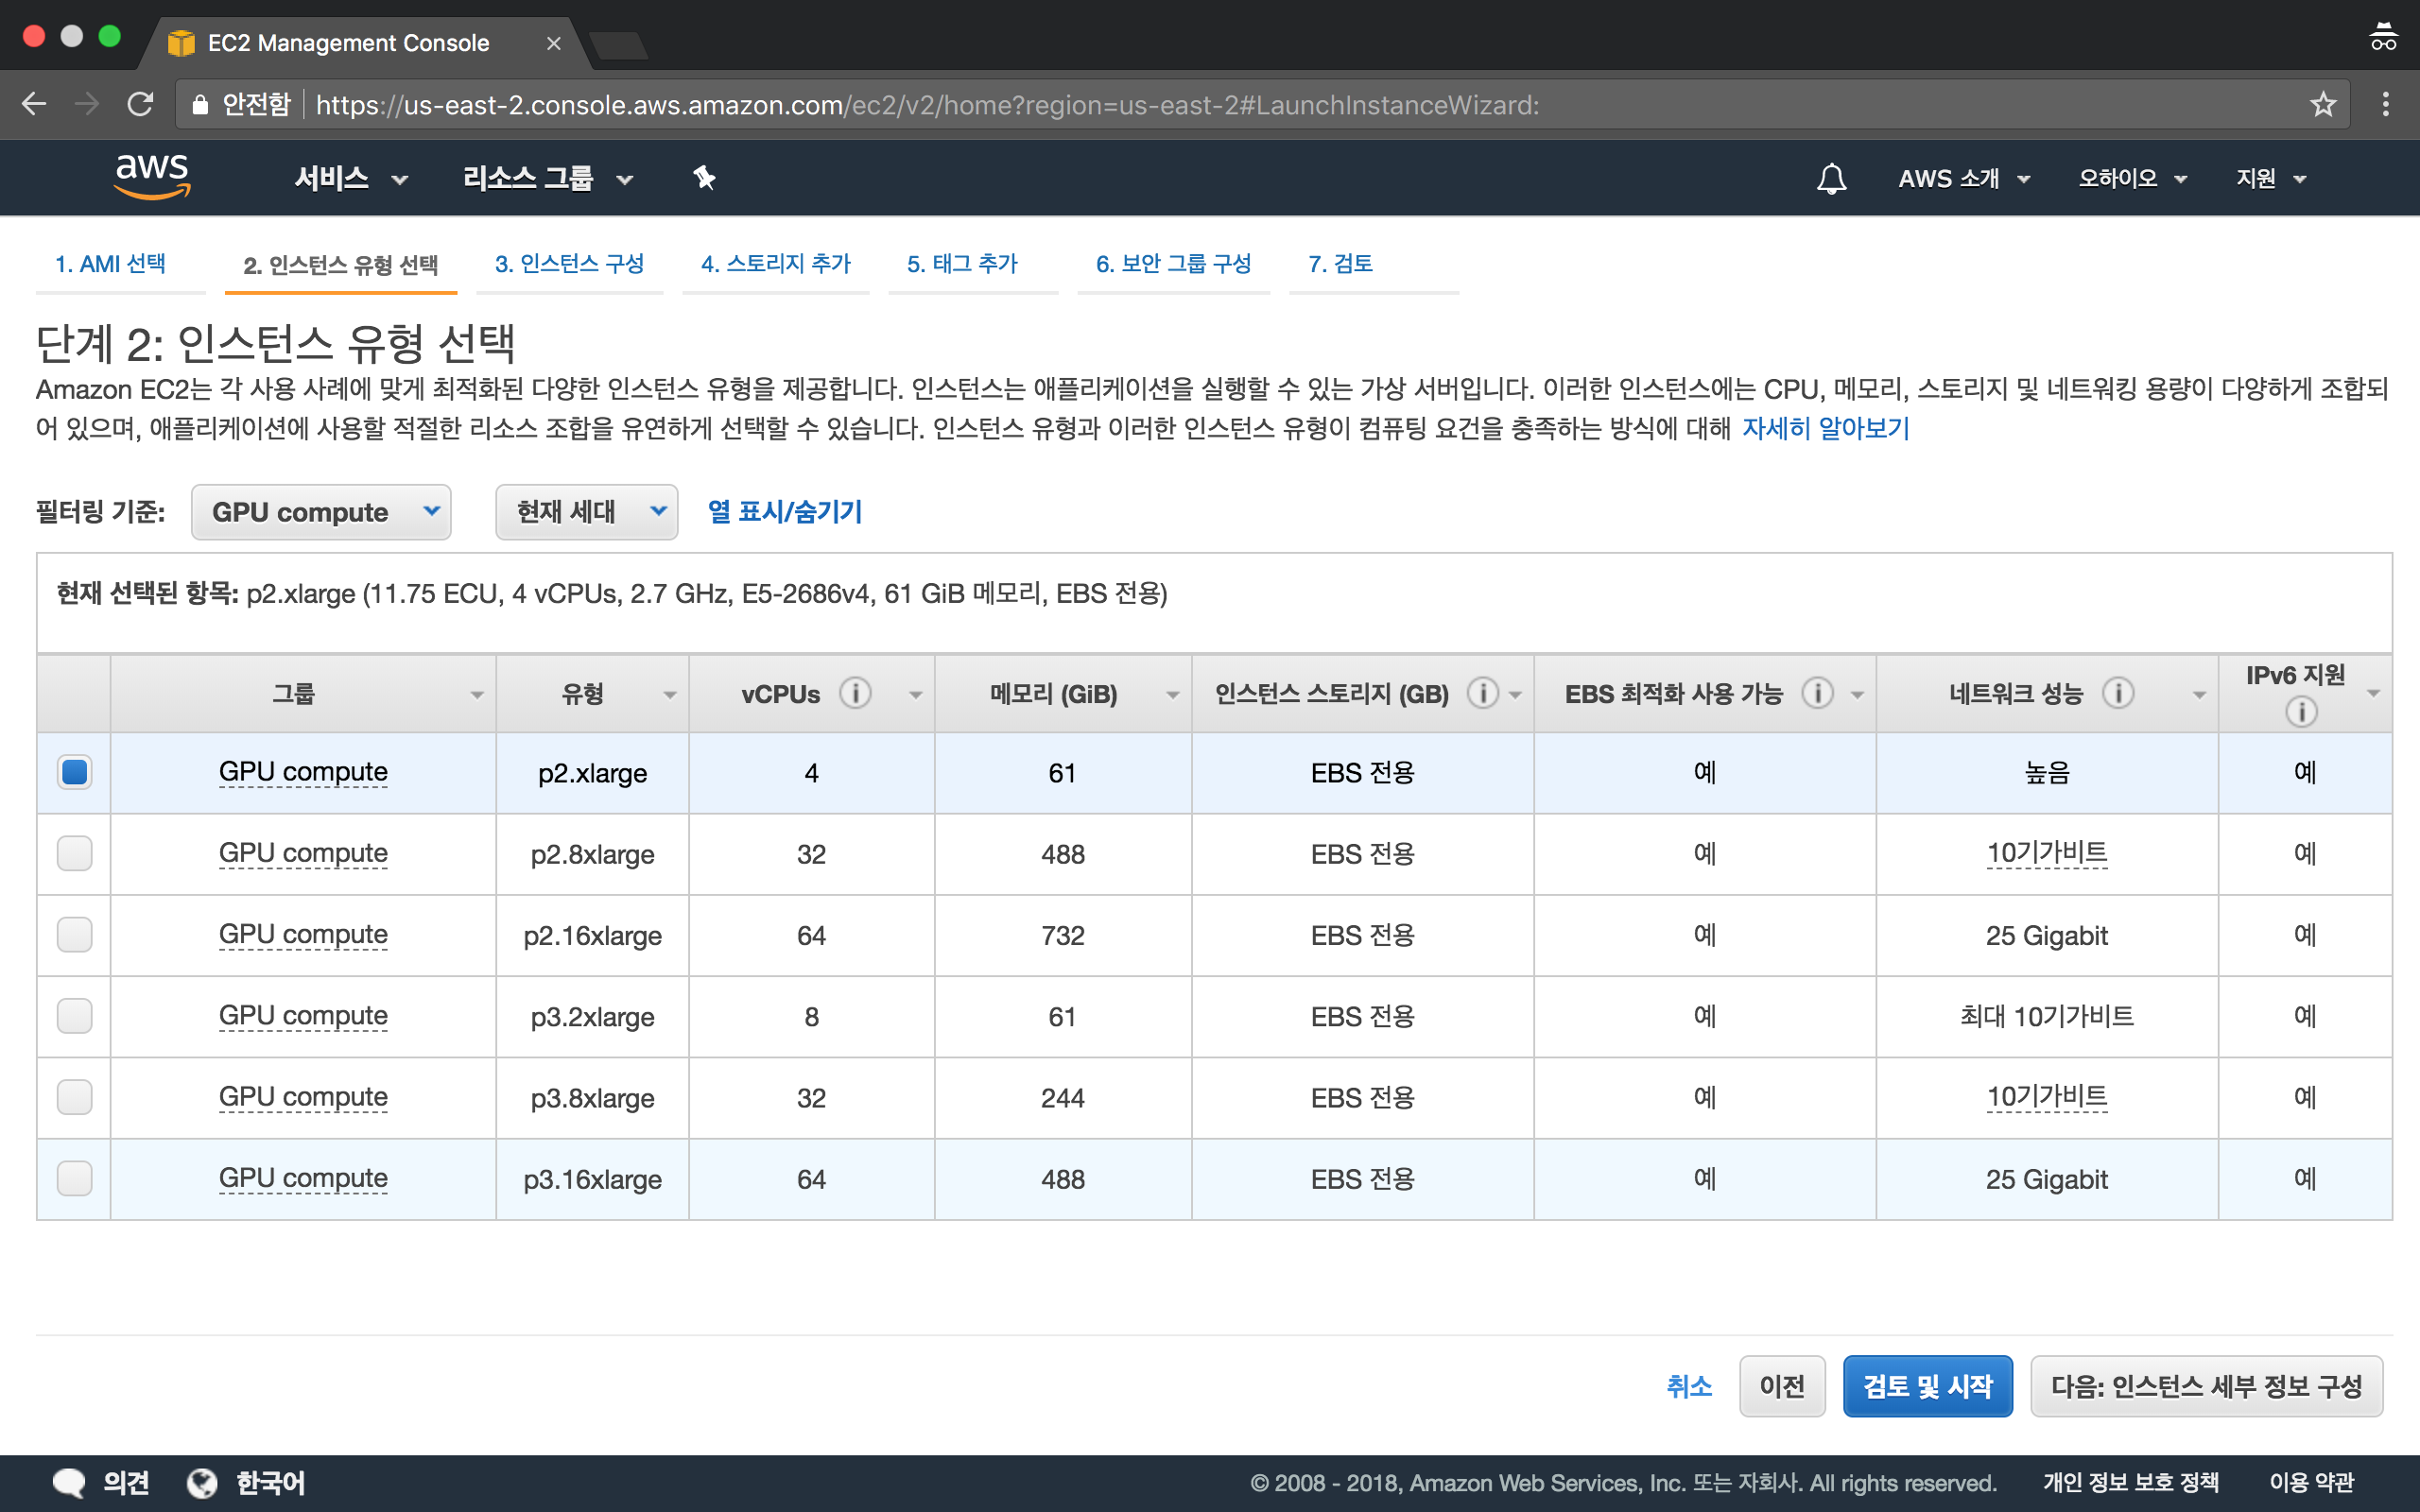 EC2 Management Console
안전함 https://us-east-2.console.aws.amazon.com/ec2/v2/home?region=us-east-2#LaunchInstanceWizard:
aws 서비스 리소스 그룹 AWS 소개 오하이오 지원
1. AMI 선택 2. 인스턴스 유형 선택 3. 인스턴스 구성 4. 스토리지 추가 5. 태그 추가 6. 보안 그룹 구성 7. 검토
단계 2: 인스턴스 유형 선택
Amazon EC2는 각 사용 사례에 맞게 최적화된 다양한 인스턴스 유형을 제공합니다. 인스턴스는 애플리케이션을 실행할 수 있는 가상 서버입니다. 이러한 인스턴스에는 CPU, 메모리, 스토리지 및 네트워킹 용량이 다양하게 조합되
어 있으며, 애플리케이션에 사용할 적절한 리소스 조합을 유연하게 선택할 수 있습니다. 인스턴스 유형과 이러한 인스턴스 유형이 컴퓨팅 요건을 충족하는 방식에 대해 자세히 알아보기
필터링 기준: GPU compute 현재 세대 열 표시/숨기기
현재 선택된 항목: p2.xlarge (11.75 ECU, 4 vCPUs, 2.7 GHz, E5-2686v4, 61 GiB 메모리, EBS 전용)
그룹 유형 vCPUs 메모리 (GiB) 인스턴스 스토리지 (GB) EBS 최적화 사용 가능 네트워크 성능 IPv6 지원
GPU compute p2.xlarge 4 61 EBS 전용 예 높음 예
GPU compute p2.8xlarge 32 488 EBS 전용 예 10기가비트 예
GPU compute p2.16xlarge 64 732 EBS 전용 예 25 Gigabit 예
GPU compute p3.2xlarge 8 61 EBS 전용 예 최대 10기가비트 예
GPU compute p3.8xlarge 32 244 EBS 전용 예 10기가비트 예
GPU compute p3.16xlarge 64 488 EBS 전용 예 25 Gigabit 예
취소 이전 검토 및 시작 다음: 인스턴스 세부 정보 구성
의견 한국어 © 2008 - 2018, Amazon Web Services, Inc. 또는 자회사. All rights reserved. 개인 정보 보호 정책 이용 약관